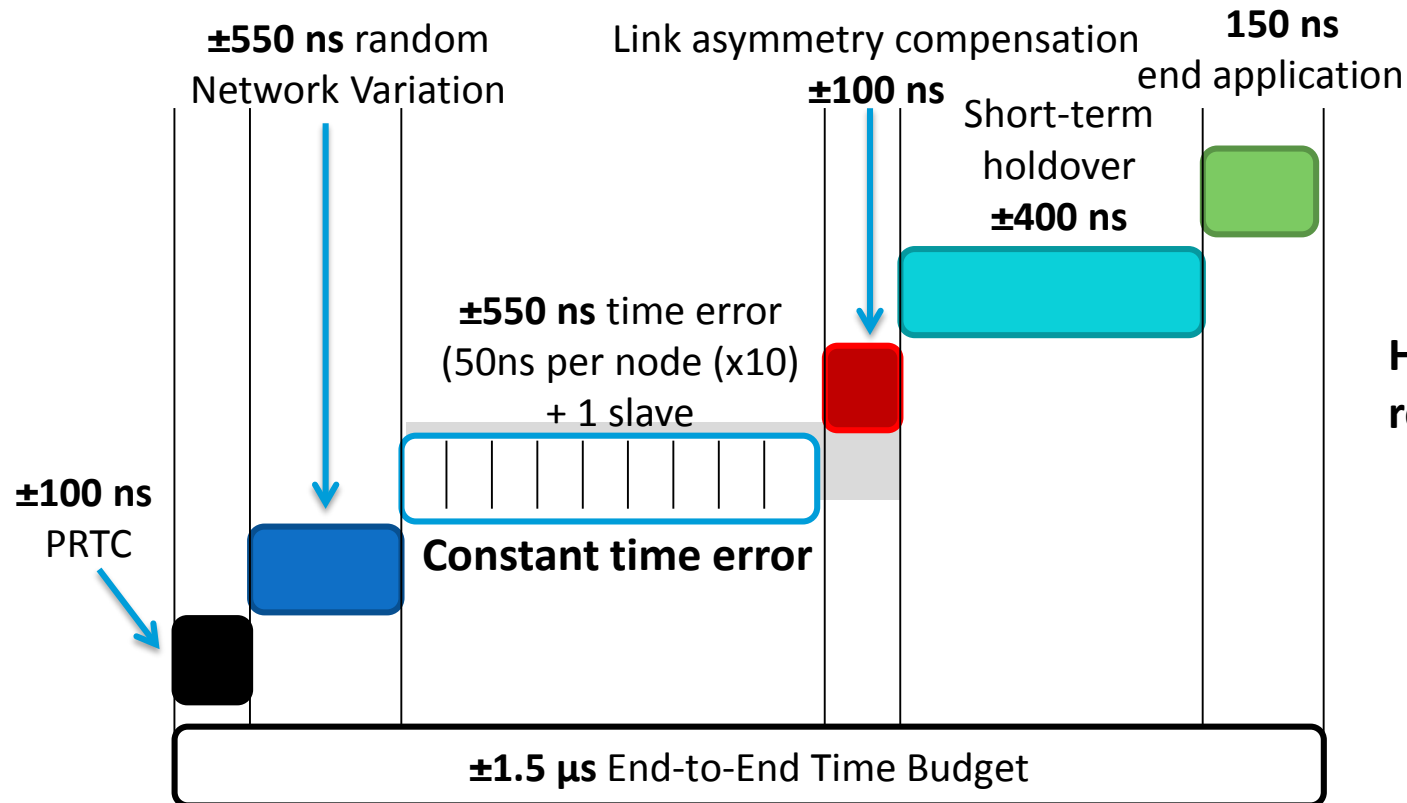 ±550 ns random
Network Variation
Link asymmetry compensation
±100 ns
150 ns
end application
Short-term
holdover
±400 ns
±550 ns time error
(50ns per node (x10)
+ 1 slave
Constant time error
±100 ns
PRTC
±1.5 µs End-to-End Time Budget